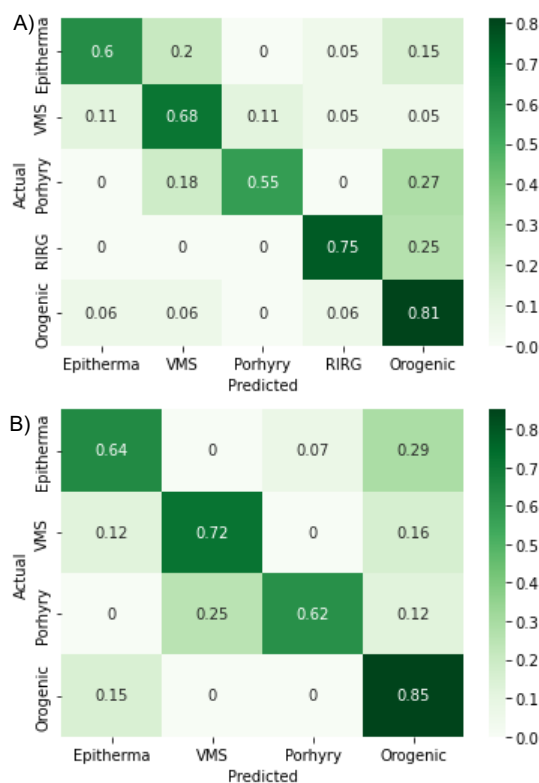 A)
Epitherma 0.6 0.2 0 0.05 0.15
VMS 0.11 0.68 0.11 0.05 0.05
Porhyry 0 0.18 0.55 0 0.27
RIRG 0 0 0 0.75 0.25
Orogenic 0.06 0.06 0 0.06 0.81
Actual
Epitherma VMS Porhyry RIRG Orogenic
Predicted
0.8
0.7
0.6
0.5
0.4
0.3
0.2
0.1
0.0
B)
Epitherma 0.64 0 0.07 0.29
VMS 0.12 0.72 0 0.16
Porhyry 0 0.25 0.62 0.12
Orogenic 0.15 0 0 0.85
Actual
Epitherma VMS Porhyry Orogenic
Predicted
0.8
0.7
0.6
0.5
0.4
0.3
0.2
0.1
0.0